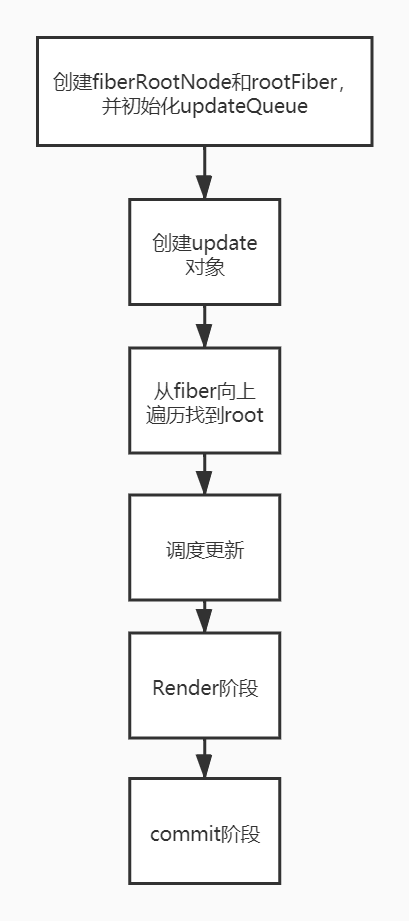 创建fiberRootNode和rootFiber，
并初始化updateQueue
创建update
对象
从fiber向上
遍历找到root
调度更新
Render阶段
commit阶段